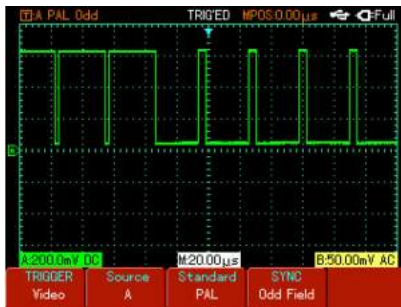 T:A PAL Odd TRIG'ED MPOS:0.00μs Full
A:200.0mV DC M:20.00μs B:50.00mV AC
TRIGGER Source Standard SYNC
Video A PAL Odd Field